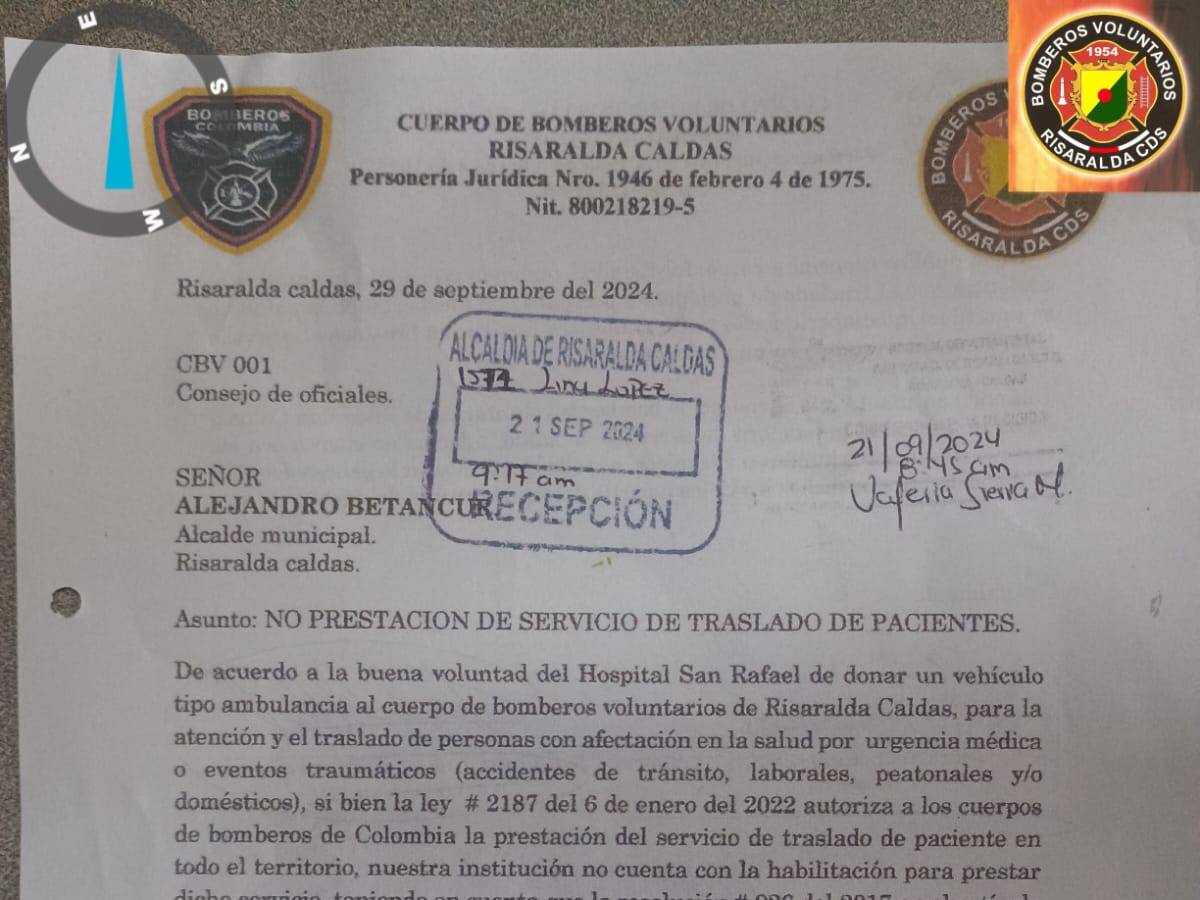 E
S
N
W
BOMBEROS
COLOMBIA
CUERPO DE BOMBEROS VOLUNTARIOS
RISARALDA CALDAS
Personería Jurídica Nro. 1946 de febrero 4 de 1975.
Nit. 800218219-5
BOMBEROS VOLUNTARIOS
1954
RISARALDA CDS
BOMBEROS
RISARALDA CDS
Risaralda caldas, 29 de septiembre del 2024.
CBV 001
Consejo de oficiales.
ALCALDIA DE RISARALDA CALDAS
1577 Lina Lopez
21 SEP 2024
9:17 am
RECEPCIÓN
21/09/2024
8:45 am
Valeria Sierra M.
SEÑOR
ALEJANDRO BETANCUR
Alcalde municipal.
Risaralda caldas.
Asunto: NO PRESTACION DE SERVICIO DE TRASLADO DE PACIENTES.
De acuerdo a la buena voluntad del Hospital San Rafael de donar un vehículo
tipo ambulancia al cuerpo de bomberos voluntarios de Risaralda Caldas, para la
atención y el traslado de personas con afectación en la salud por urgencia médica
o eventos traumáticos (accidentes de tránsito, laborales, peatonales y/o
domésticos), si bien la ley # 2187 del 6 de enero del 2022 autoriza a los cuerpos
de bomberos de Colombia la prestación del servicio de traslado de paciente en
todo el territorio, nuestra institución no cuenta con la habilitación para prestar